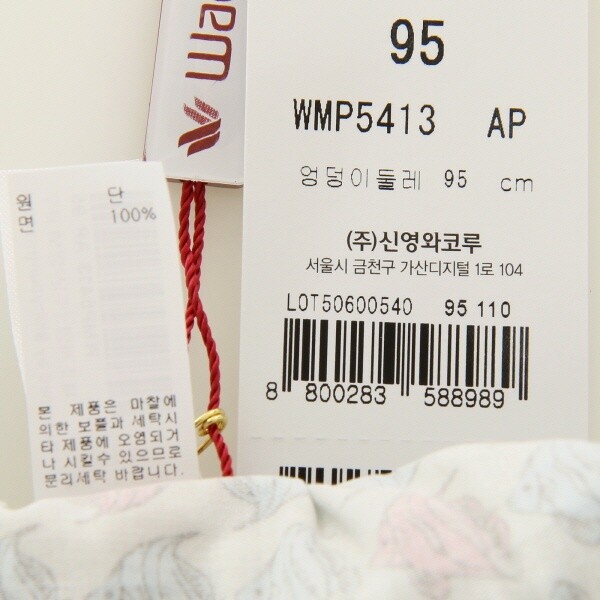 Wac
95
WMP5413 AP
엉덩이둘레 95 cm
(주)신영와코루
서울시 금천구 가산디지털 1로 104
LOT50600540 95 110
8 800283 588989
원 단
면 100%
본 제품은 마찰에
의한 보풀과 세탁시
타 제품에 오염되거
나 시킬수 있으므로
분리세탁 바랍니다.